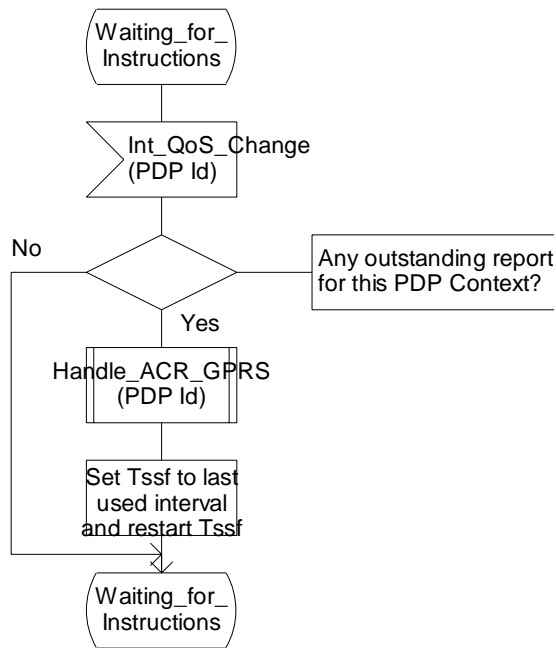 Waiting_for_
Instructions
Int_QoS_Change
(PDP Id)
No
Any outstanding report
for this PDP Context?
Yes
Handle_ACR_GPRS
(PDP Id)
Set Tssf to last
used interval
and restart Tssf
Waiting_for_
Instructions